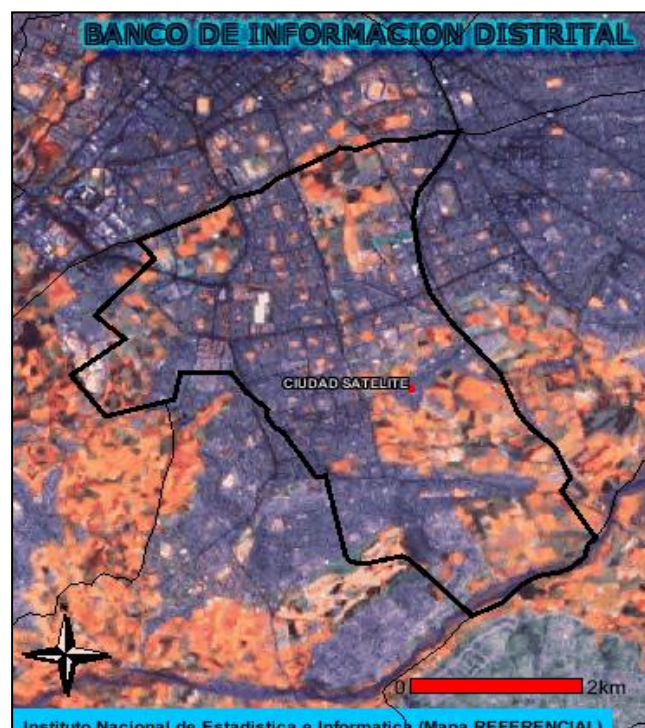 BANCO DE INFORMACION DISTRITAL
CIUDAD SATELITE
0 2km
Instituto Nacional de Estadistica e Informatica (Mapa REFERENCIAL)